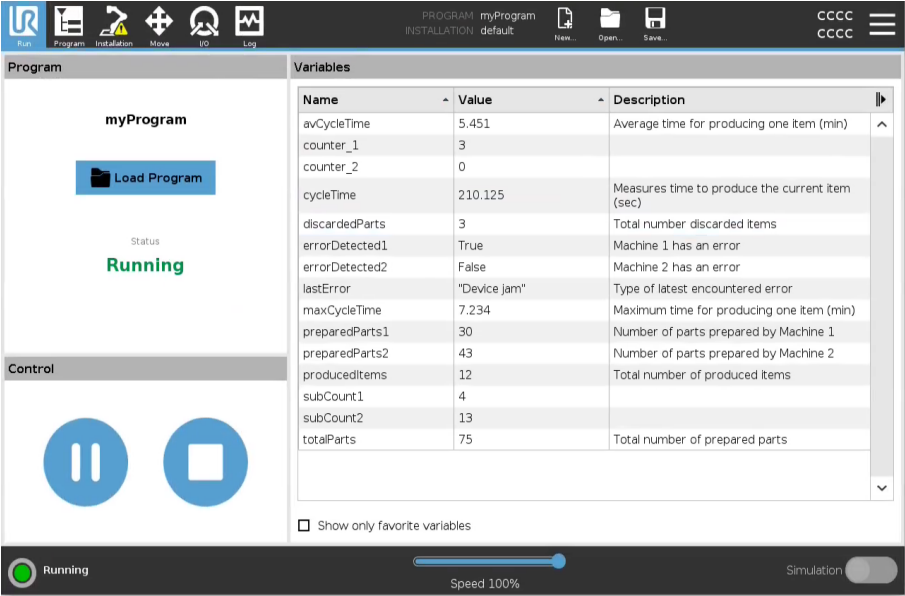 UR
PROGRAM myProgram
INSTALLATION default
CCCC
CCCC
Run
Program
Installation
Move
I/O
Log
New...
Open...
Save...
Program
Variables
myProgram
Load Program
Status
Running
Name Value Description
avCycleTime 5.451 Average time for producing one item (min)
counter_1 3
counter_2 0
cycleTime 210.125 Measures time to produce the current item
(sec)
discardedParts 3 Total number discarded items
errorDetected1 True Machine 1 has an error
errorDetected2 False Machine 2 has an error
lastError "Device jam" Type of latest encountered error
maxCycleTime 7.234 Maximum time for producing one item (min)
preparedParts1 30 Number of parts prepared by Machine 1
preparedParts2 43 Number of parts prepared by Machine 2
producedItems 12 Total number of produced items
subCount1 4
subCount2 13
totalParts 75 Total number of prepared parts
Control
Show only favorite variables
Running
Speed 100%
Simulation